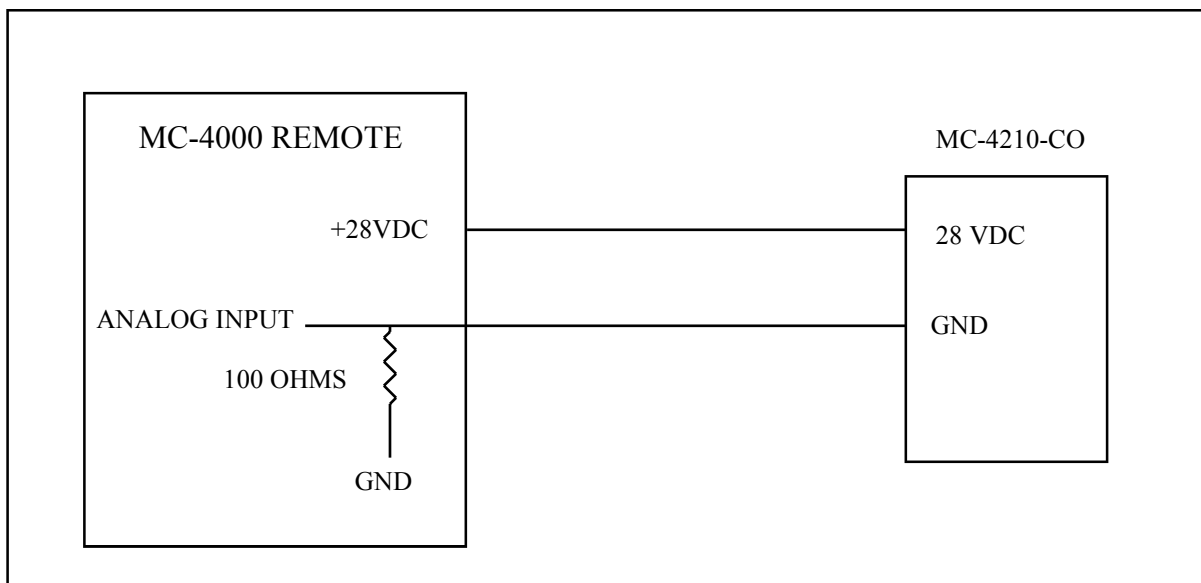 MC-4000 REMOTE
MC-4210-CO
+28VDC
28 VDC
ANALOG INPUT
GND
100 OHMS
GND